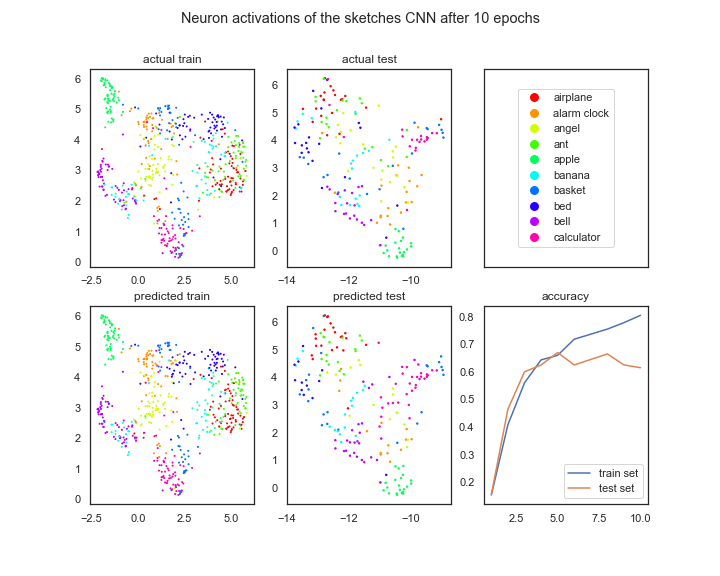 Neuron activations of the sketches CNN after 10 epochs
actual train
6
5
4
3
2
1
0
−2.5 0.0 2.5 5.0
actual test
6
5
4
3
2
1
0
−14 −12 −10
airplane
alarm clock
angel
ant
apple
banana
basket
bed
bell
calculator
predicted train
6
5
4
3
2
1
0
−2.5 0.0 2.5 5.0
predicted test
6
5
4
3
2
1
0
−14 −12 −10
accuracy
0.8
0.7
0.6
0.5
0.4
0.3
0.2
train set
test set
2.5 5.0 7.5 10.0